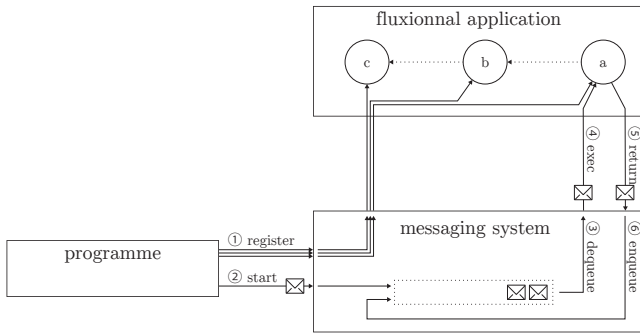 fluxionnal application
c
b
a
④ exec
⑤ return
programme
① register
② start
messaging system
③ dequeue
⑥ enqueue